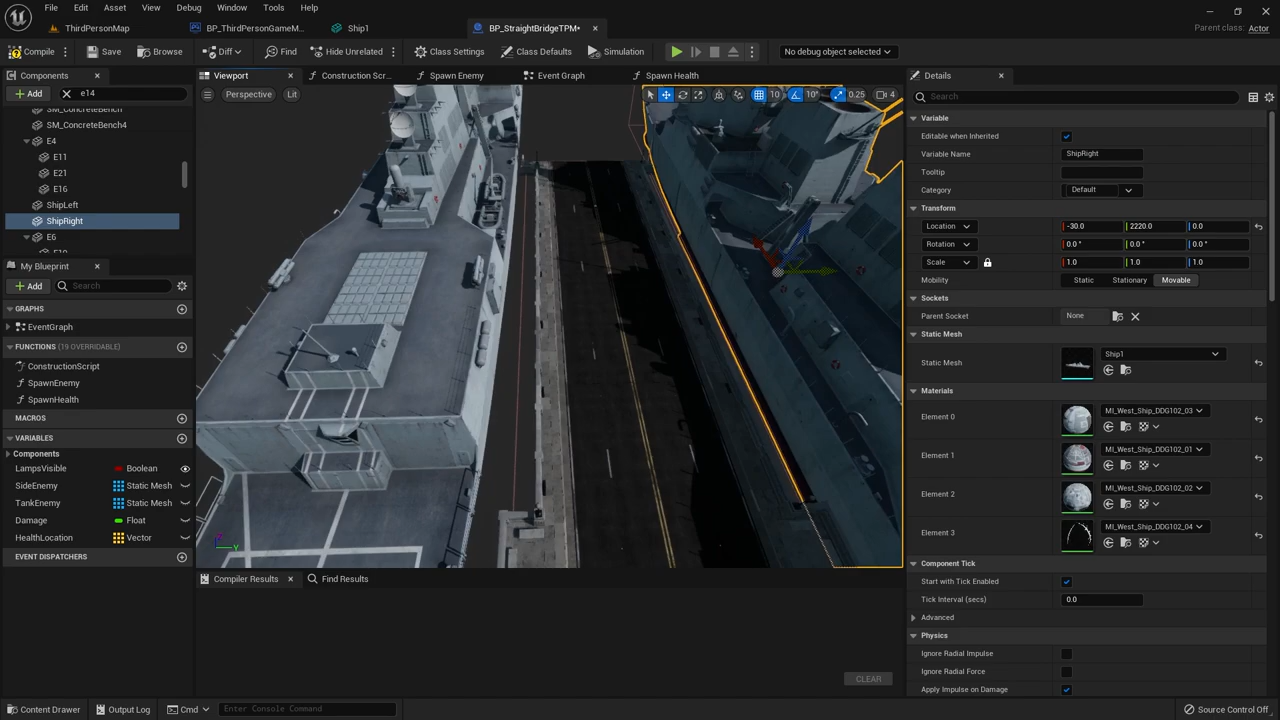 File Edit Asset View Debug Window Tools Help
ThirdPersonMap
BP_ThirdPersonGameM...
Ship1
BP_StraightBridgeTPM•
Parent class: Actor
Compile
Save
Browse
Diff
Find
Hide Unrelated
Class Settings
Class Defaults
Simulation
No debug object selected
Components
Add
e14
SM_ConcreteBench
SM_ConcreteBench4
E4
E11
E21
E16
ShipLeft
ShipRight
E6
E10
My Blueprint
Add
Search
GRAPHS
EventGraph
FUNCTIONS (19 OVERRIDABLE)
ConstructionScript
SpawnEnemy
SpawnHealth
MACROS
VARIABLES
Components
LampsVisible Boolean
SideEnemy Static Mesh
TankEnemy Static Mesh
Damage Float
HealthLocation Vector
EVENT DISPATCHERS
Viewport
Construction Scr...
Spawn Enemy
Event Graph
Spawn Health
Perspective
Lit
10
10°
0.25
4
Z
Y
Compiler Results
Find Results
CLEAR
Details
Search
Variable
Editable when Inherited
Variable Name ShipRight
Tooltip
Category Default
Transform
Location -30.0 2220.0 0.0
Rotation 0.0 ° 0.0 ° 0.0 °
Scale 1.0 1.0 1.0
Mobility Static Stationary Movable
Sockets
Parent Socket None
Static Mesh
Static Mesh Ship1
Materials
Element 0 MI_West_Ship_DDG102_03
Element 1 MI_West_Ship_DDG102_01
Element 2 MI_West_Ship_DDG102_02
Element 3 MI_West_Ship_DDG102_04
Component Tick
Start with Tick Enabled
Tick Interval (secs) 0.0
Advanced
Physics
Ignore Radial Impulse
Ignore Radial Force
Apply Impulse on Damage
Content Drawer
Output Log
Cmd
Enter Console Command
Source Control Off